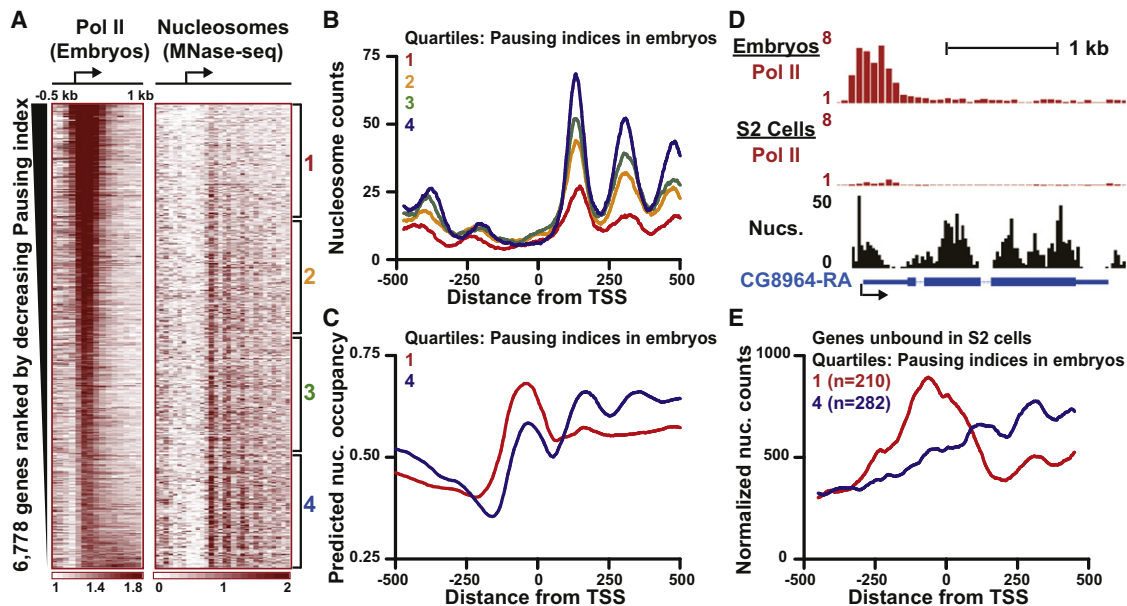 A
Pol II
(Embryos)
Nucleosomes
(MNase-seq)
-0.5 kb
1 kb
6,778 genes ranked by decreasing Pausing index
1
2
3
4
1
1.4
1.8
0
1
2
B
Quartiles: Pausing indices in embryos
1
2
3
4
Nucleosome counts
75
50
25
0
-500
-250
0
250
500
Distance from TSS
C
Quartiles: Pausing indices in embryos
1
4
Predicted nuc. occupancy
0.75
0.50
0.25
-500
-250
0
250
500
Distance from TSS
D
Embryos
Pol II
8
1
1 kb
S2 Cells
Pol II
8
1
Nucs.
50
0
CG8964-RA
E
Genes unbound in S2 cells
Quartiles: Pausing indices in embryos
1 (n=210)
4 (n=282)
Normalized nuc. counts
1000
500
0
-500
-250
0
250
500
Distance from TSS